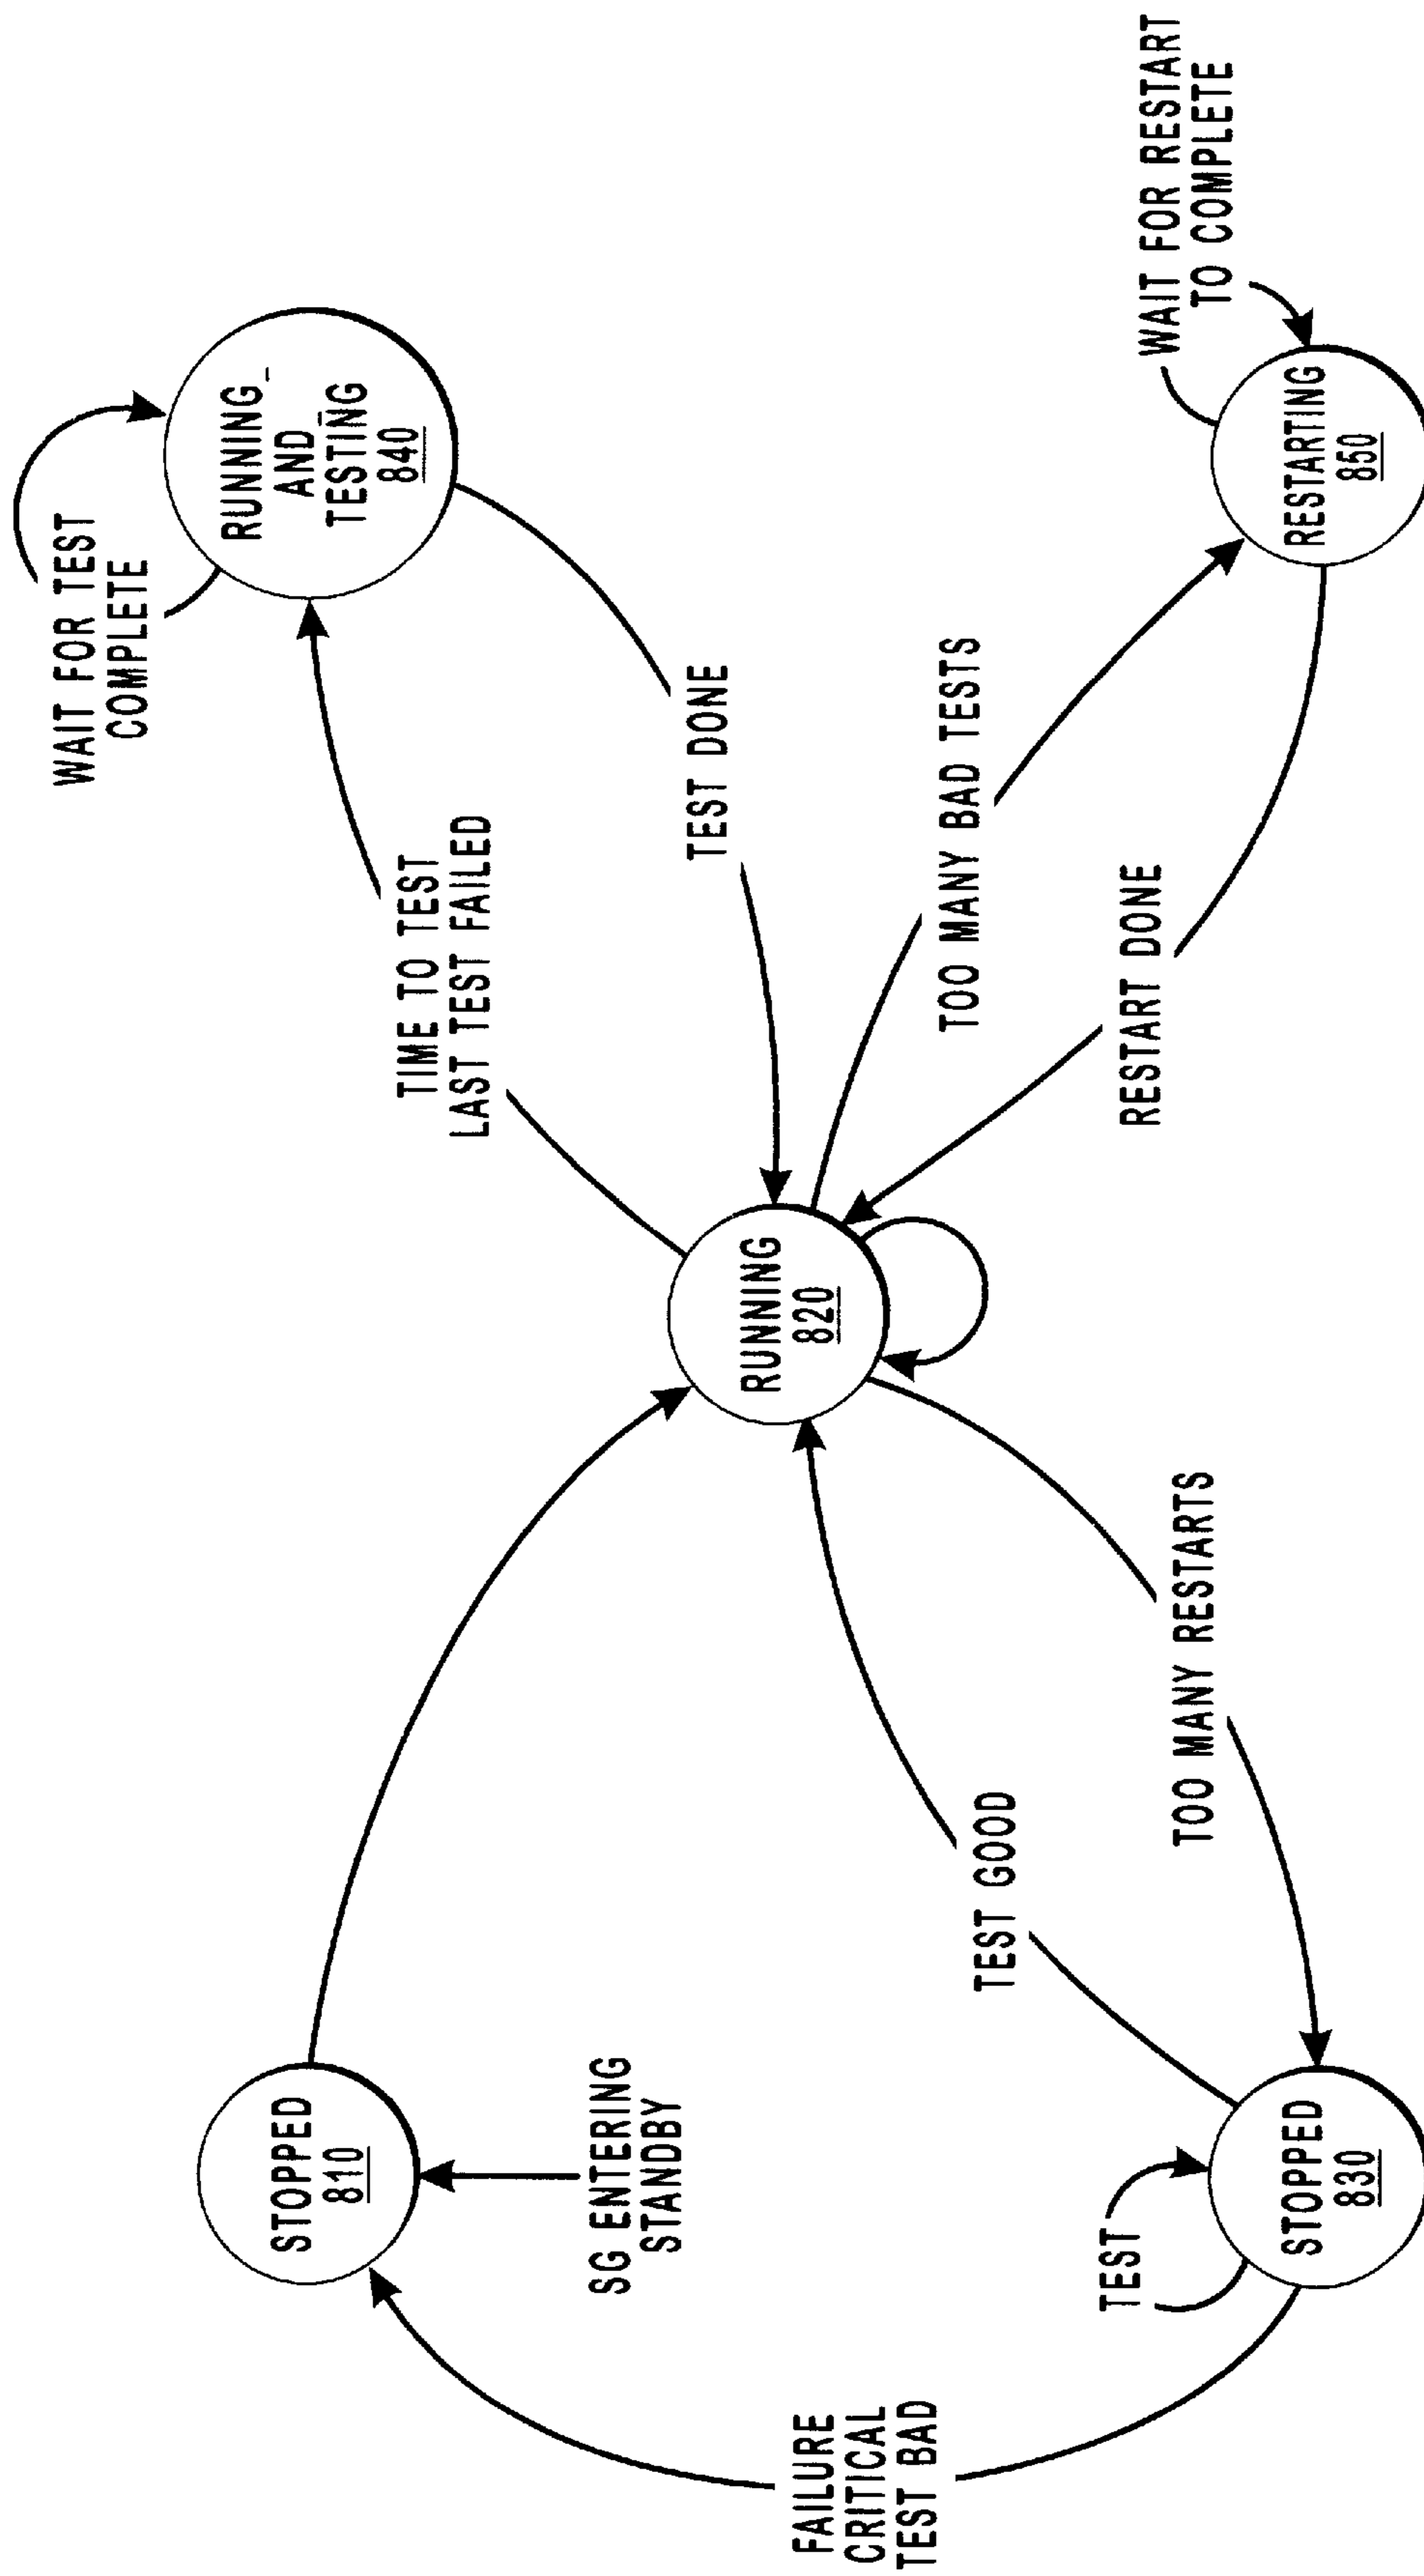 WAIT FOR TEST
COMPLETE
RUNNING
AND
TESTING
840
TIME TO TEST
LAST TEST FAILED
TEST DONE
STOPPED
810
SG ENTERING
STANDBY
RUNNING
820
FAILURE
CRITICAL
TEST BAD
TEST GOOD
TOO MANY BAD TESTS
RESTART DONE
WAIT FOR RESTART
TO COMPLETE
TEST
TOO MANY RESTARTS
STOPPED
830
RESTARTING
850